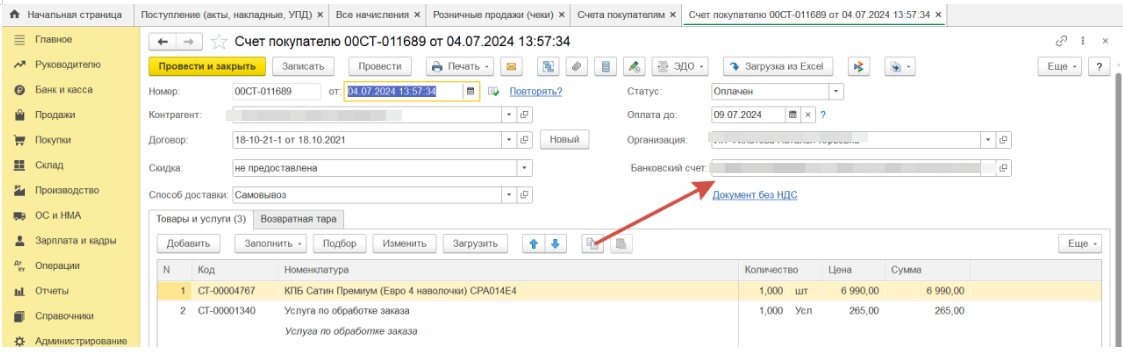 Начальная страница Поступление (акты, накладные, УПД) × Все начисления × Розничные продажи (чеки) × Счета покупателям × Счет покупателю 00СТ-011689 от 04.07.2024 13:57:34 ×
Главное
Руководителю
Банк и касса
Продажи
Покупки
Склад
Производство
ОС и НМА
Зарплата и кадры
Операции
Отчеты
Справочники
Администрирование
Счет покупателю 00СТ-011689 от 04.07.2024 13:57:34
Провести и закрыть Записать Провести Печать ЭДО Загрузка из Excel Еще ?
Номер: 00СТ-011689 от: 04.07.2024 13:57:34 Повторять? Статус: Оплачен
Контрагент: Оплата до: 09.07.2024 × ?
Договор: 18-10-21-1 от 18.10.2021 Новый Организация:
Скидка: не предоставлена Банковский счет:
Способ доставки: Самовывоз Документ без НДС
Товары и услуги (3) Возвратная тара
Добавить Заполнить Подбор Изменить Загрузить Еще
N Код Номенклатура Количество Цена Сумма
1 СТ-00004767 КПБ Сатин Премиум (Евро 4 наволочки) CPA014E4 1,000 шт 6 990,00 6 990,00
2 СТ-00001340 Услуга по обработке заказа 1,000 Усл 265,00 265,00
Услуга по обработке заказа